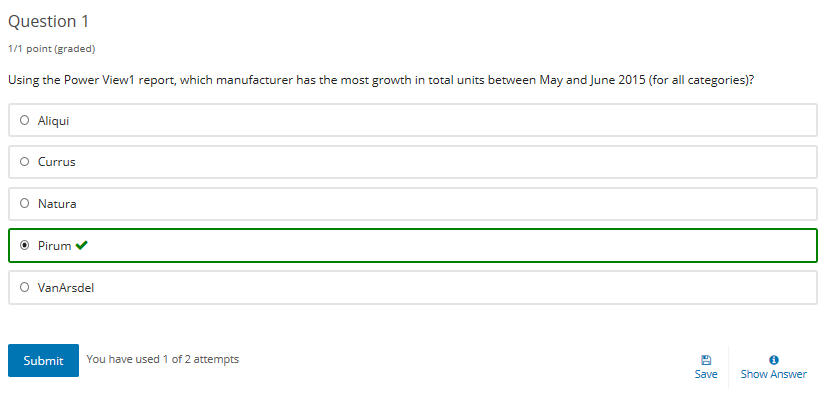 Question 1
1/1 point (graded)
Using the Power View1 report, which manufacturer has the most growth in total units between May and June 2015 (for all categories)?
Aliqui
Currus
Natura
Pirum
VanArsdel
Submit You have used 1 of 2 attempts
Save Show Answer